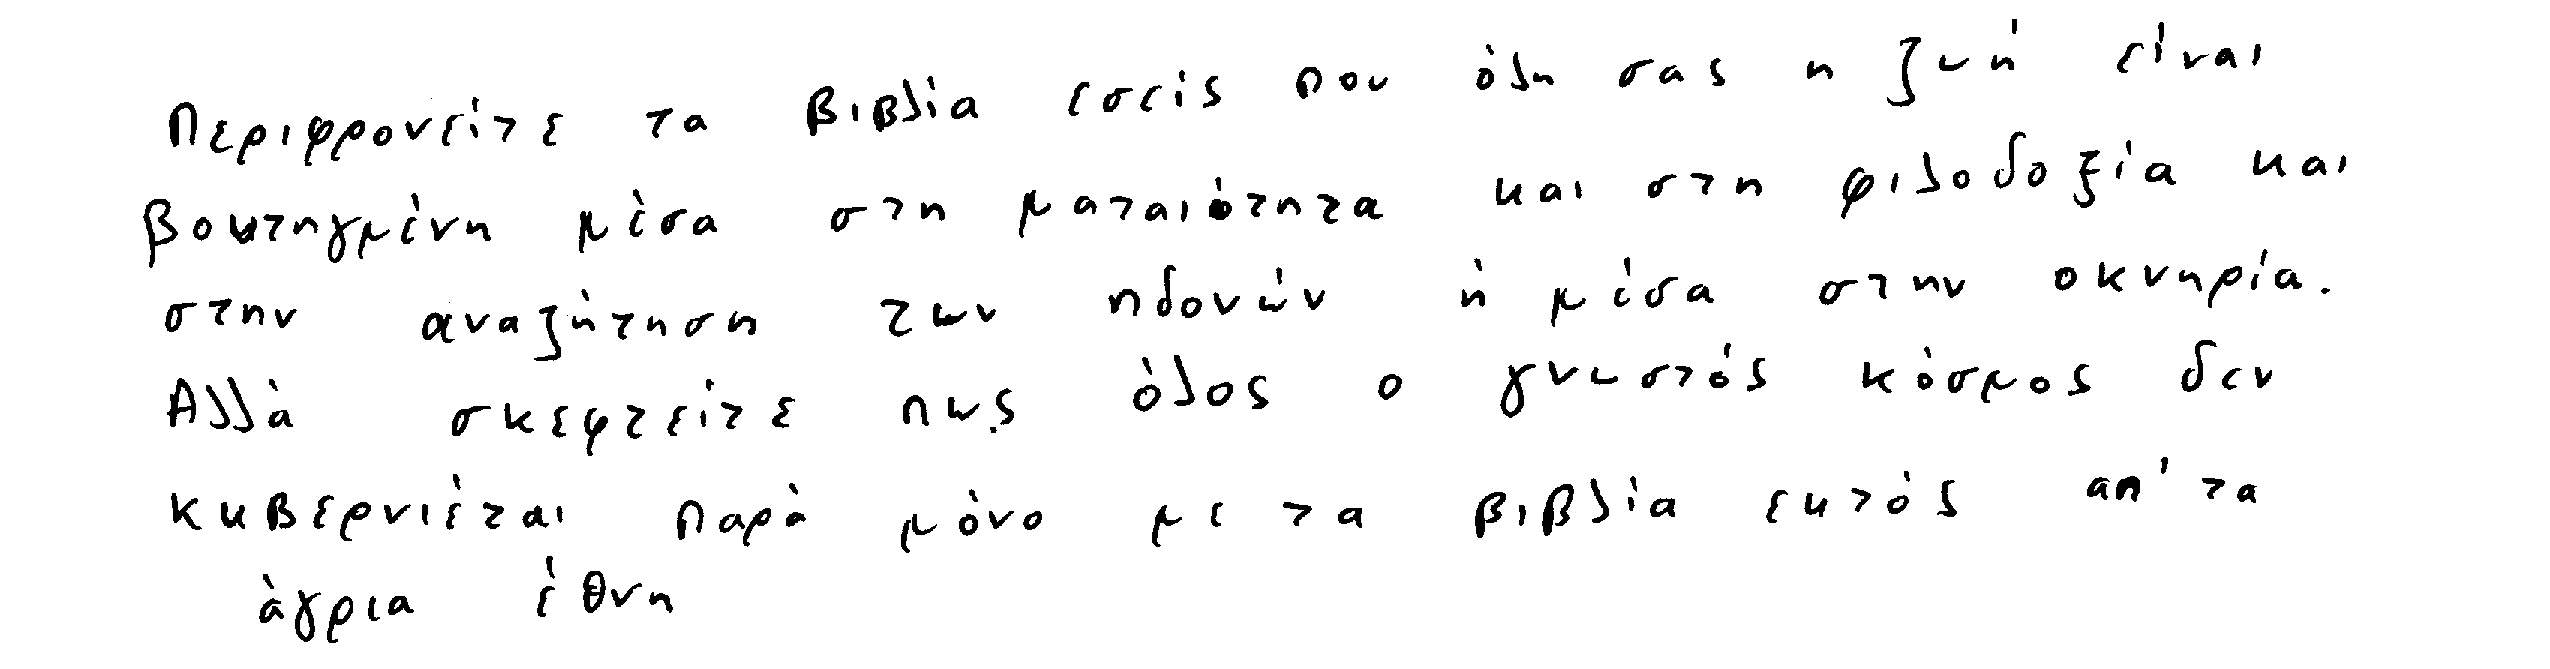 Περιφρονείτε τα βιβλία εσείς που όλη σας η ζωή είναι
βουτηγμένη μέσα στη ματαιότητα και στη φιλοδοξία και
στην αναζήτηση των ηδονών ή μέσα στην οκνηρία.
Αλλά σκεφτείτε πως όλος ο γνωστός κόσμος δεν
κυβερνιέται παρά μόνο με τα βιβλία εκτός απ' τα
άγρια έθνη